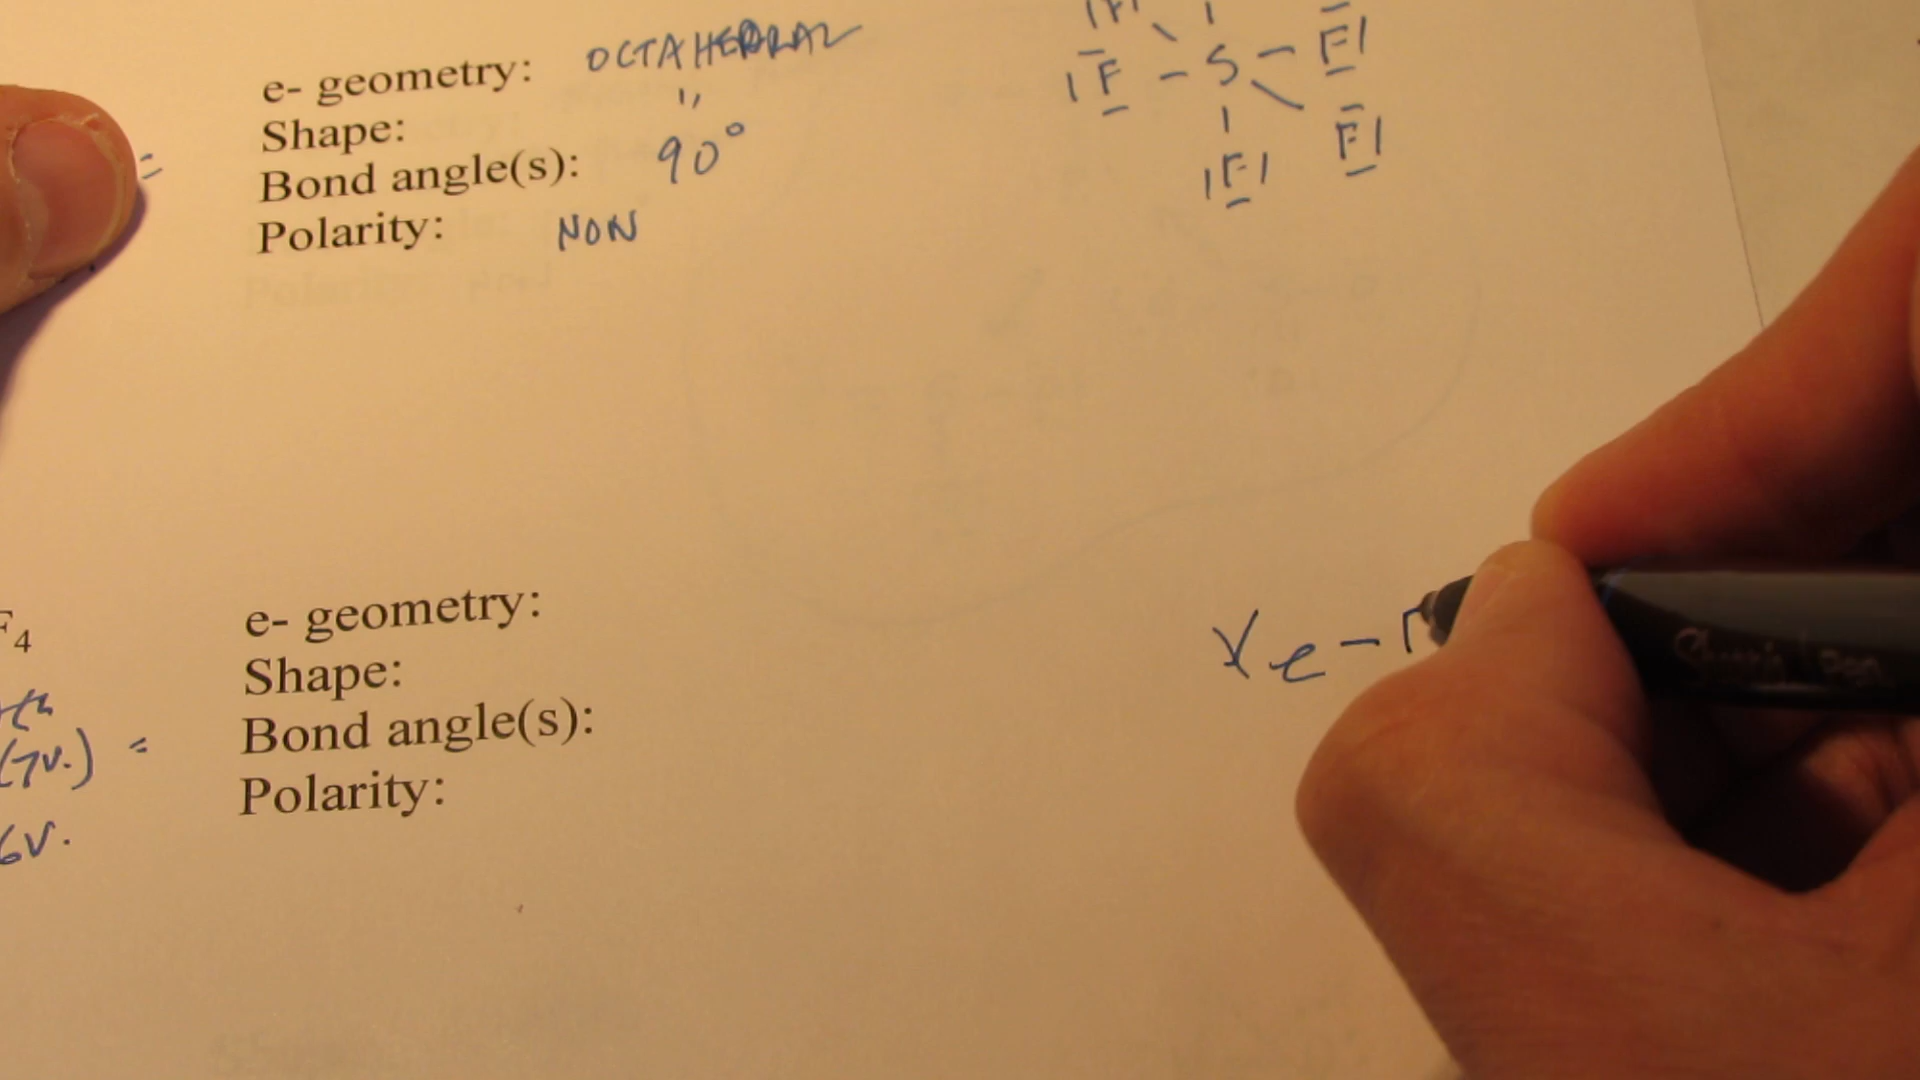 e- geometry: OCTAHEDRAL
Shape: "
= Bond angle(s): 90°
Polarity: NON
|F - S - F|
F|
|F|
F4 e- geometry:
Shape:
(7v.) = Bond angle(s):
6v. Polarity:
Xe -